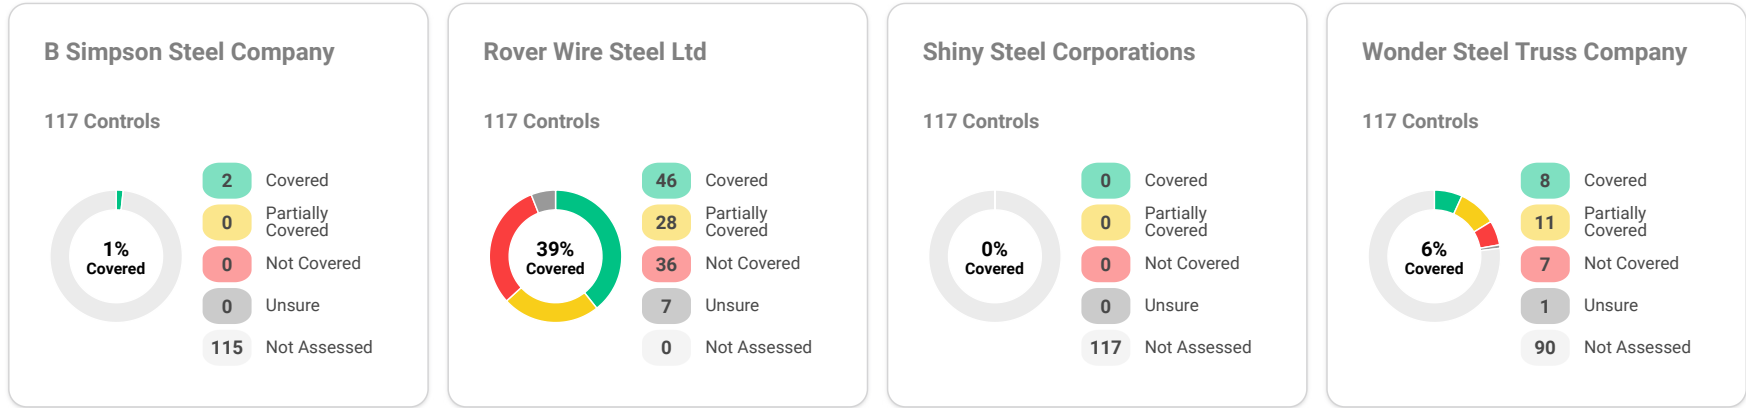 B Simpson Steel Company
117 Controls
1%
Covered
2 Covered
0 Partially
Covered
0 Not Covered
0 Unsure
115 Not Assessed
Rover Wire Steel Ltd
117 Controls
39%
Covered
46 Covered
28 Partially
Covered
36 Not Covered
7 Unsure
0 Not Assessed
Shiny Steel Corporations
117 Controls
0%
Covered
0 Covered
0 Partially
Covered
0 Not Covered
0 Unsure
117 Not Assessed
Wonder Steel Truss Company
117 Controls
6%
Covered
8 Covered
11 Partially
Covered
7 Not Covered
1 Unsure
90 Not Assessed